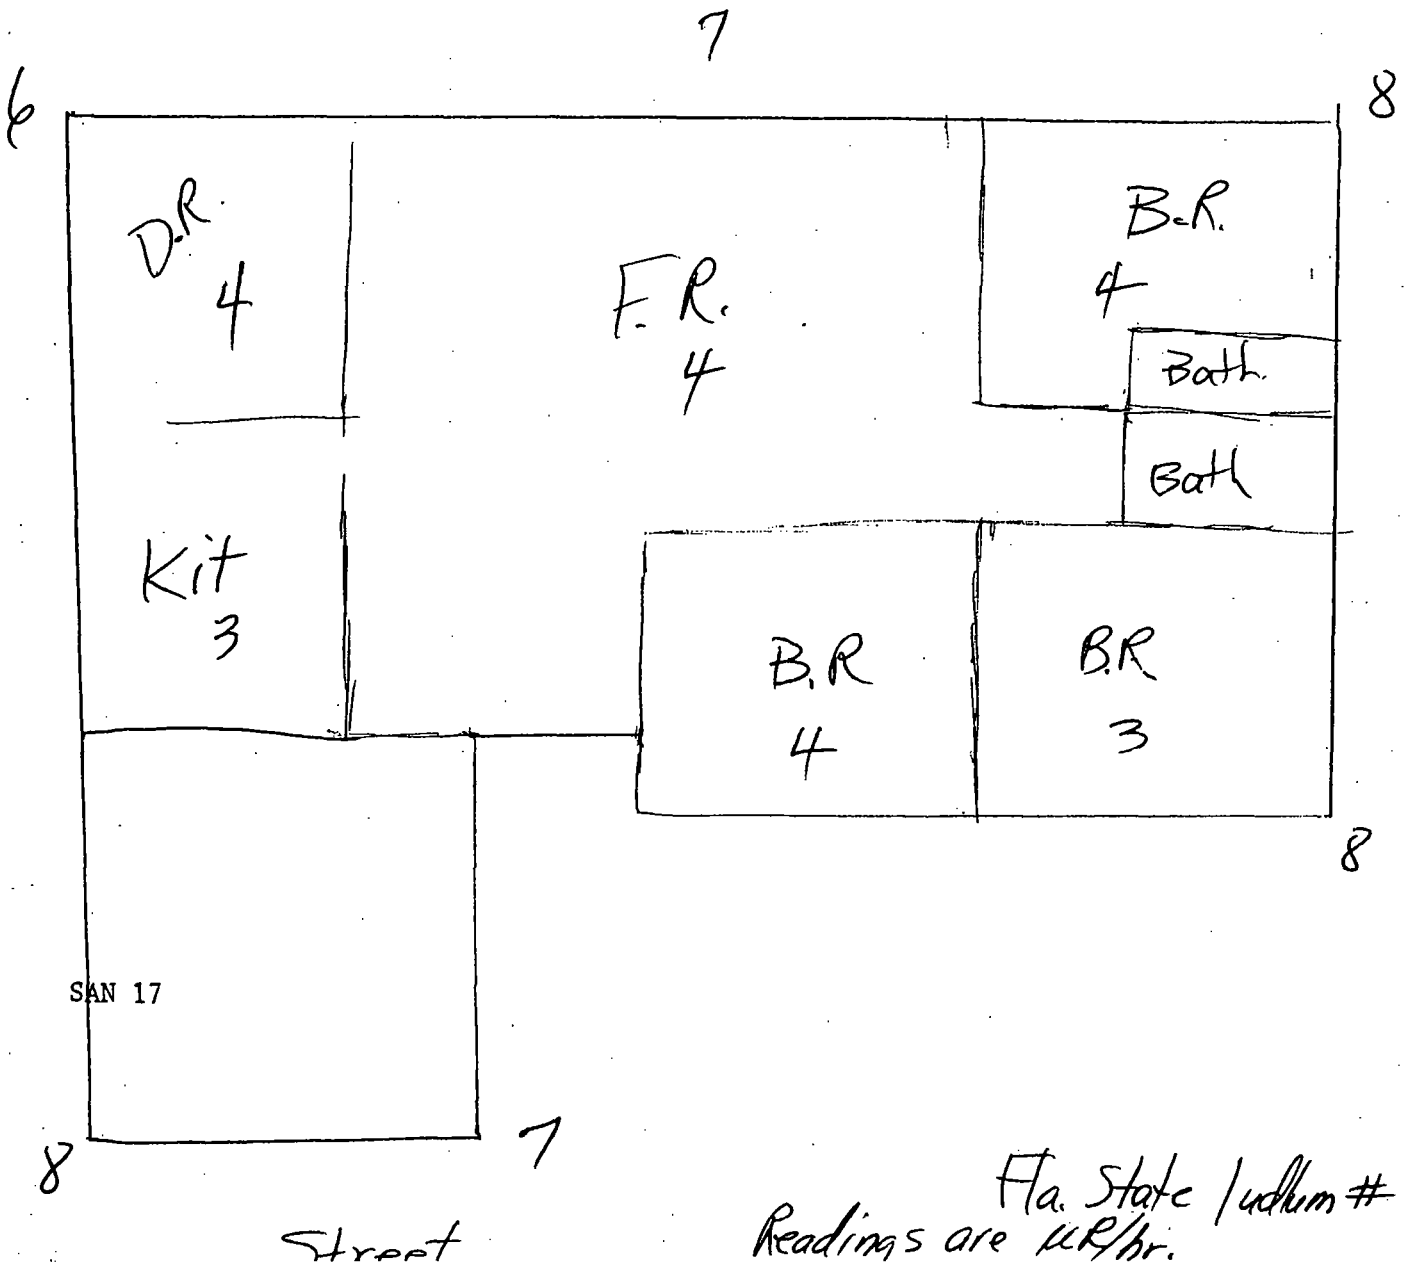 7
6
8
D.R.
4
F.R.
4
B.R.
4
Bath
Bath
Kit
3
B.R
4
B.R.
3
8
SAN 17
8
7
Fla. State ludlum #
Readings are µR/hr.
Street